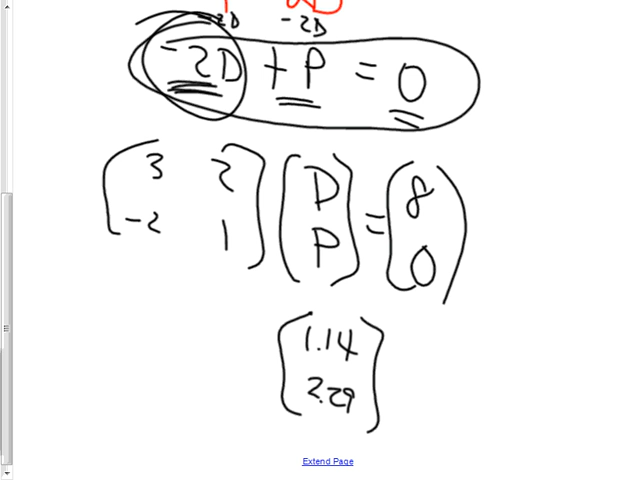 -2D -2D
-2D + P = 0
3 2 D = 8
-2 1 P 0
1.14
2.29
Extend Page